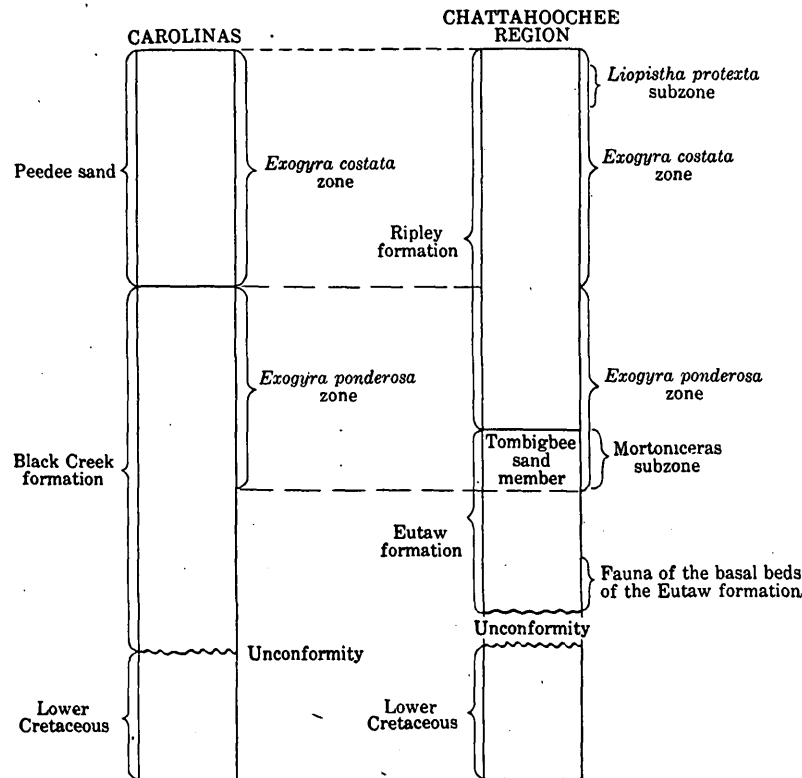 CAROLINAS
CHATTAHOOCHEE
REGION
Liopistha protexta
subzone
Peedee sand
Exogyra costata
zone
Exogyra costata
zone
Ripley
formation
Exogyra ponderosa
zone
Exogyra ponderosa
zone
Black Creek
formation
Tombigbee
sand
member
Mortoniceras
subzone
Eutaw
formation
Fauna of the basal beds
of the Eutaw formation
Unconformity
Unconformity
Lower
Cretaceous
Lower
Cretaceous